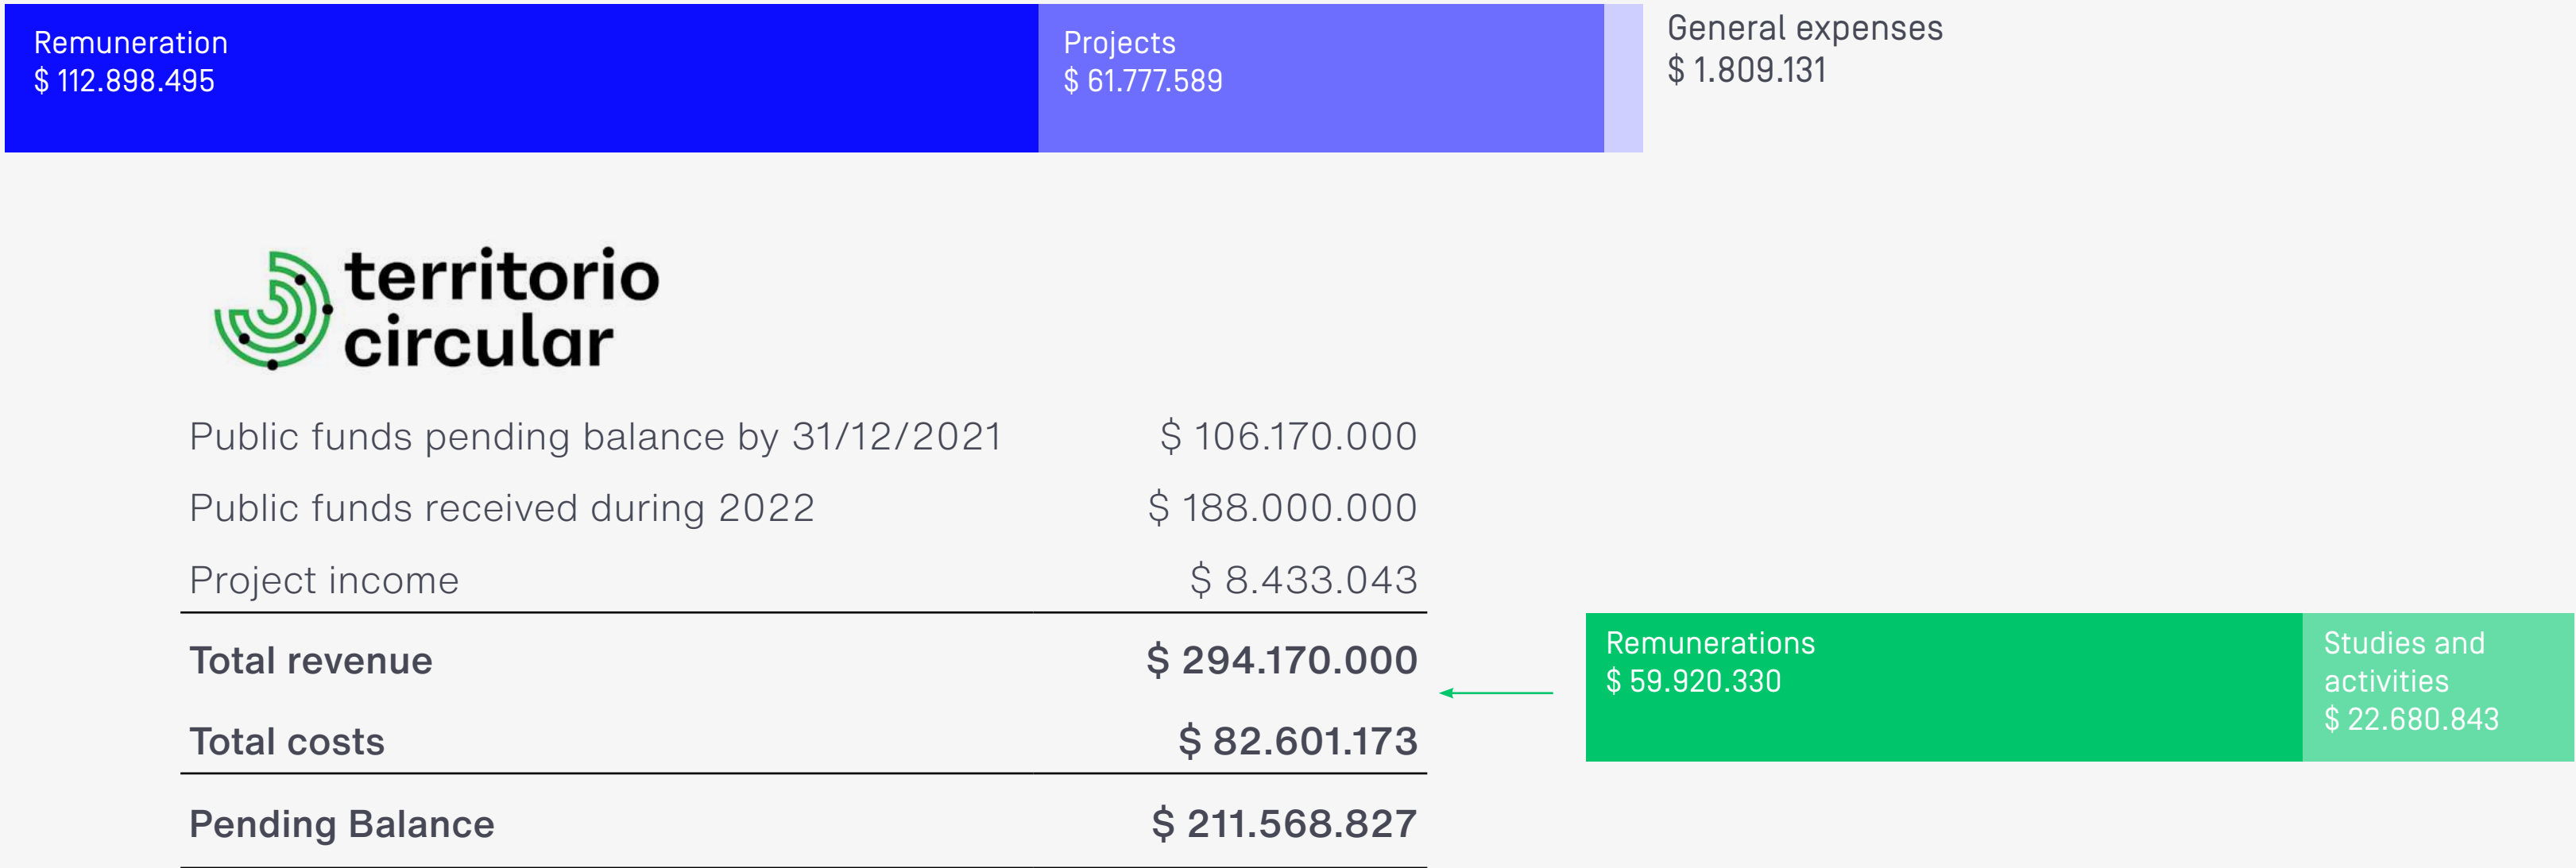 Remuneration
$ 112.898.495
Projects
$ 61.777.589
General expenses
$ 1.809.131
territorio
circular
Public funds pending balance by 31/12/2021 $ 106.170.000
Public funds received during 2022 $ 188.000.000
Project income $ 8.433.043
Total revenue $ 294.170.000
Total costs $ 82.601.173
Pending Balance $ 211.568.827
Remunerations
$ 59.920.330
Studies and
activities
$ 22.680.843